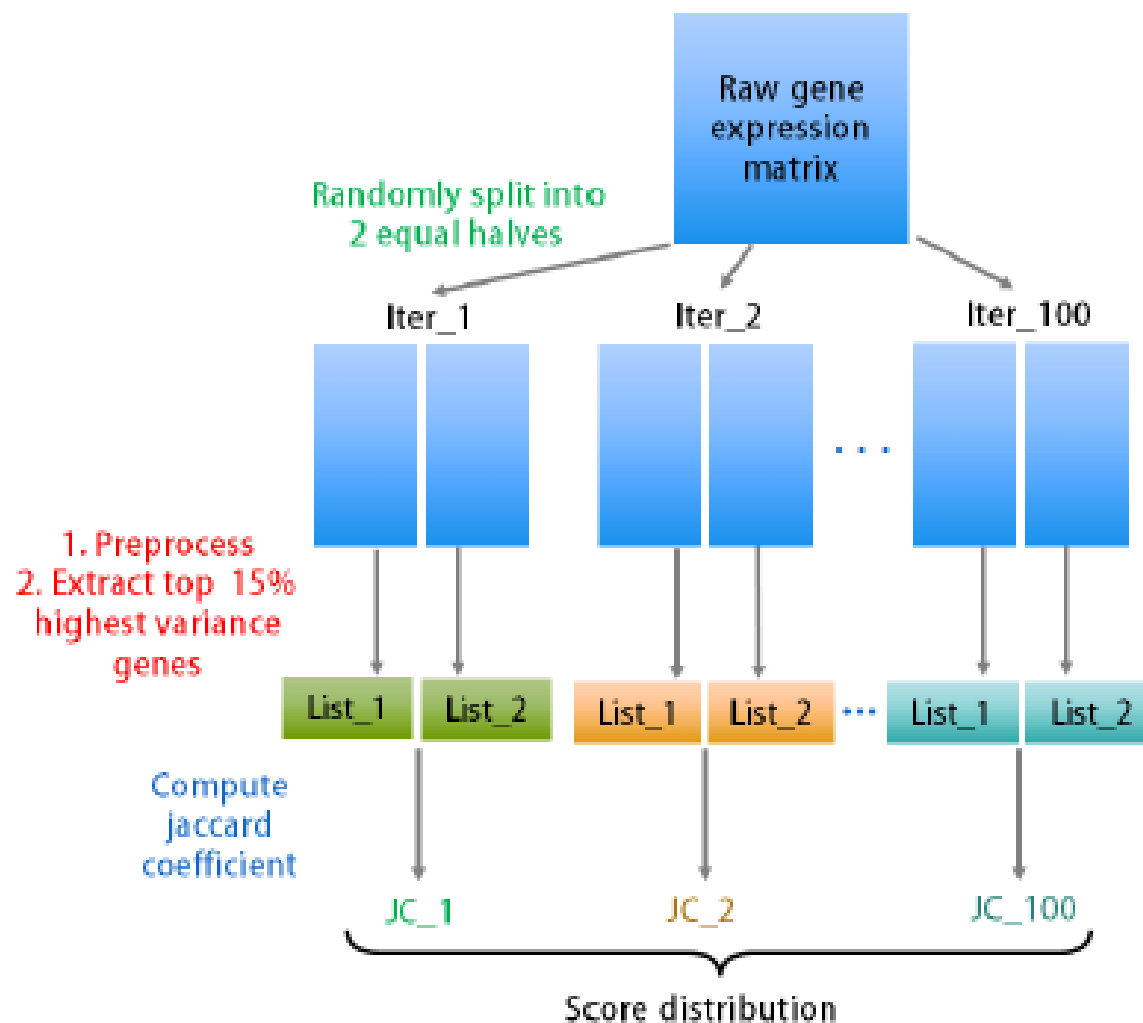 Raw gene
expression
matrix
Randomly split into
2 equal halves
Iter_1
Iter_2
Iter_100
...
1. Preprocess
2. Extract top 15%
highest variance
genes
List_1
List_2
List_1
List_2
...
List_1
List_2
Compute
jaccard
coefficient
JC_1
JC_2
JC_100
Score distribution